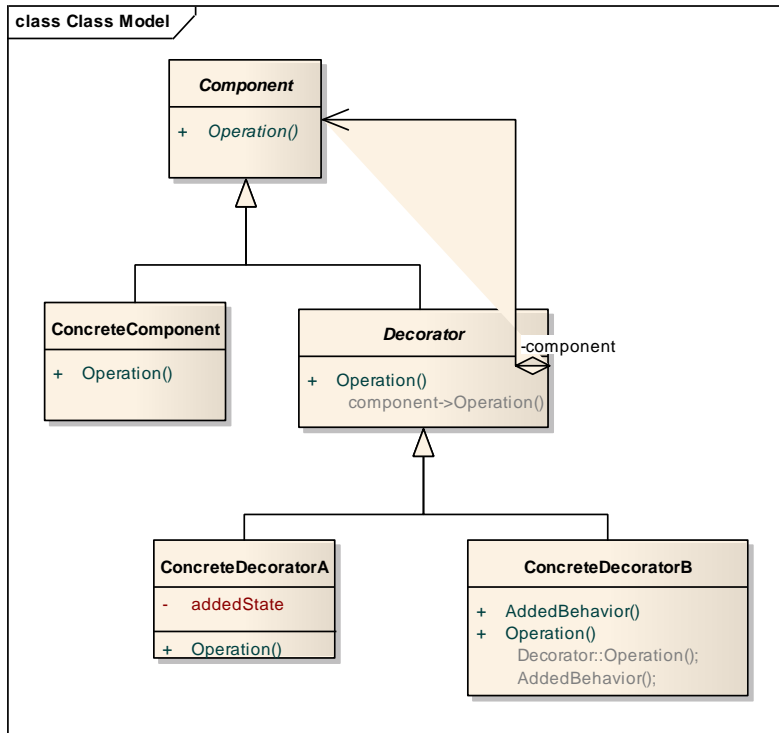 class Class Model
Component
+ Operation()
ConcreteComponent
+ Operation()
Decorator
+ Operation()
component->Operation()
-component
ConcreteDecoratorA
- addedState
+ Operation()
ConcreteDecoratorB
+ AddedBehavior()
+ Operation()
Decorator::Operation();
AddedBehavior();